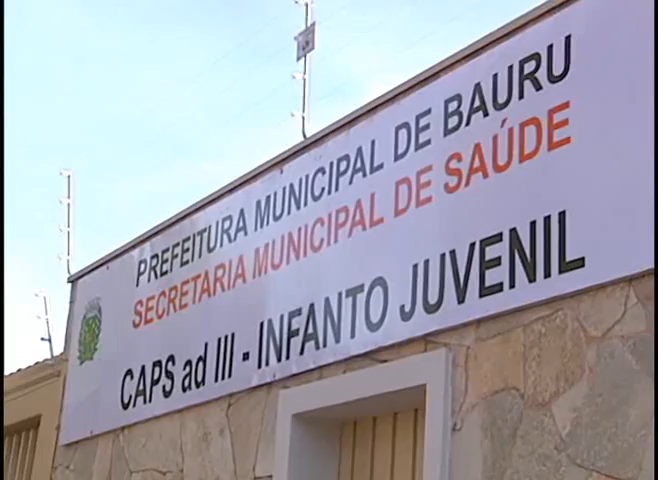 PREFEITURA MUNICIPAL DE BAURU
SECRETARIA MUNICIPAL DE SAÚDE
CAPS ad III - INFANTO JUVENIL